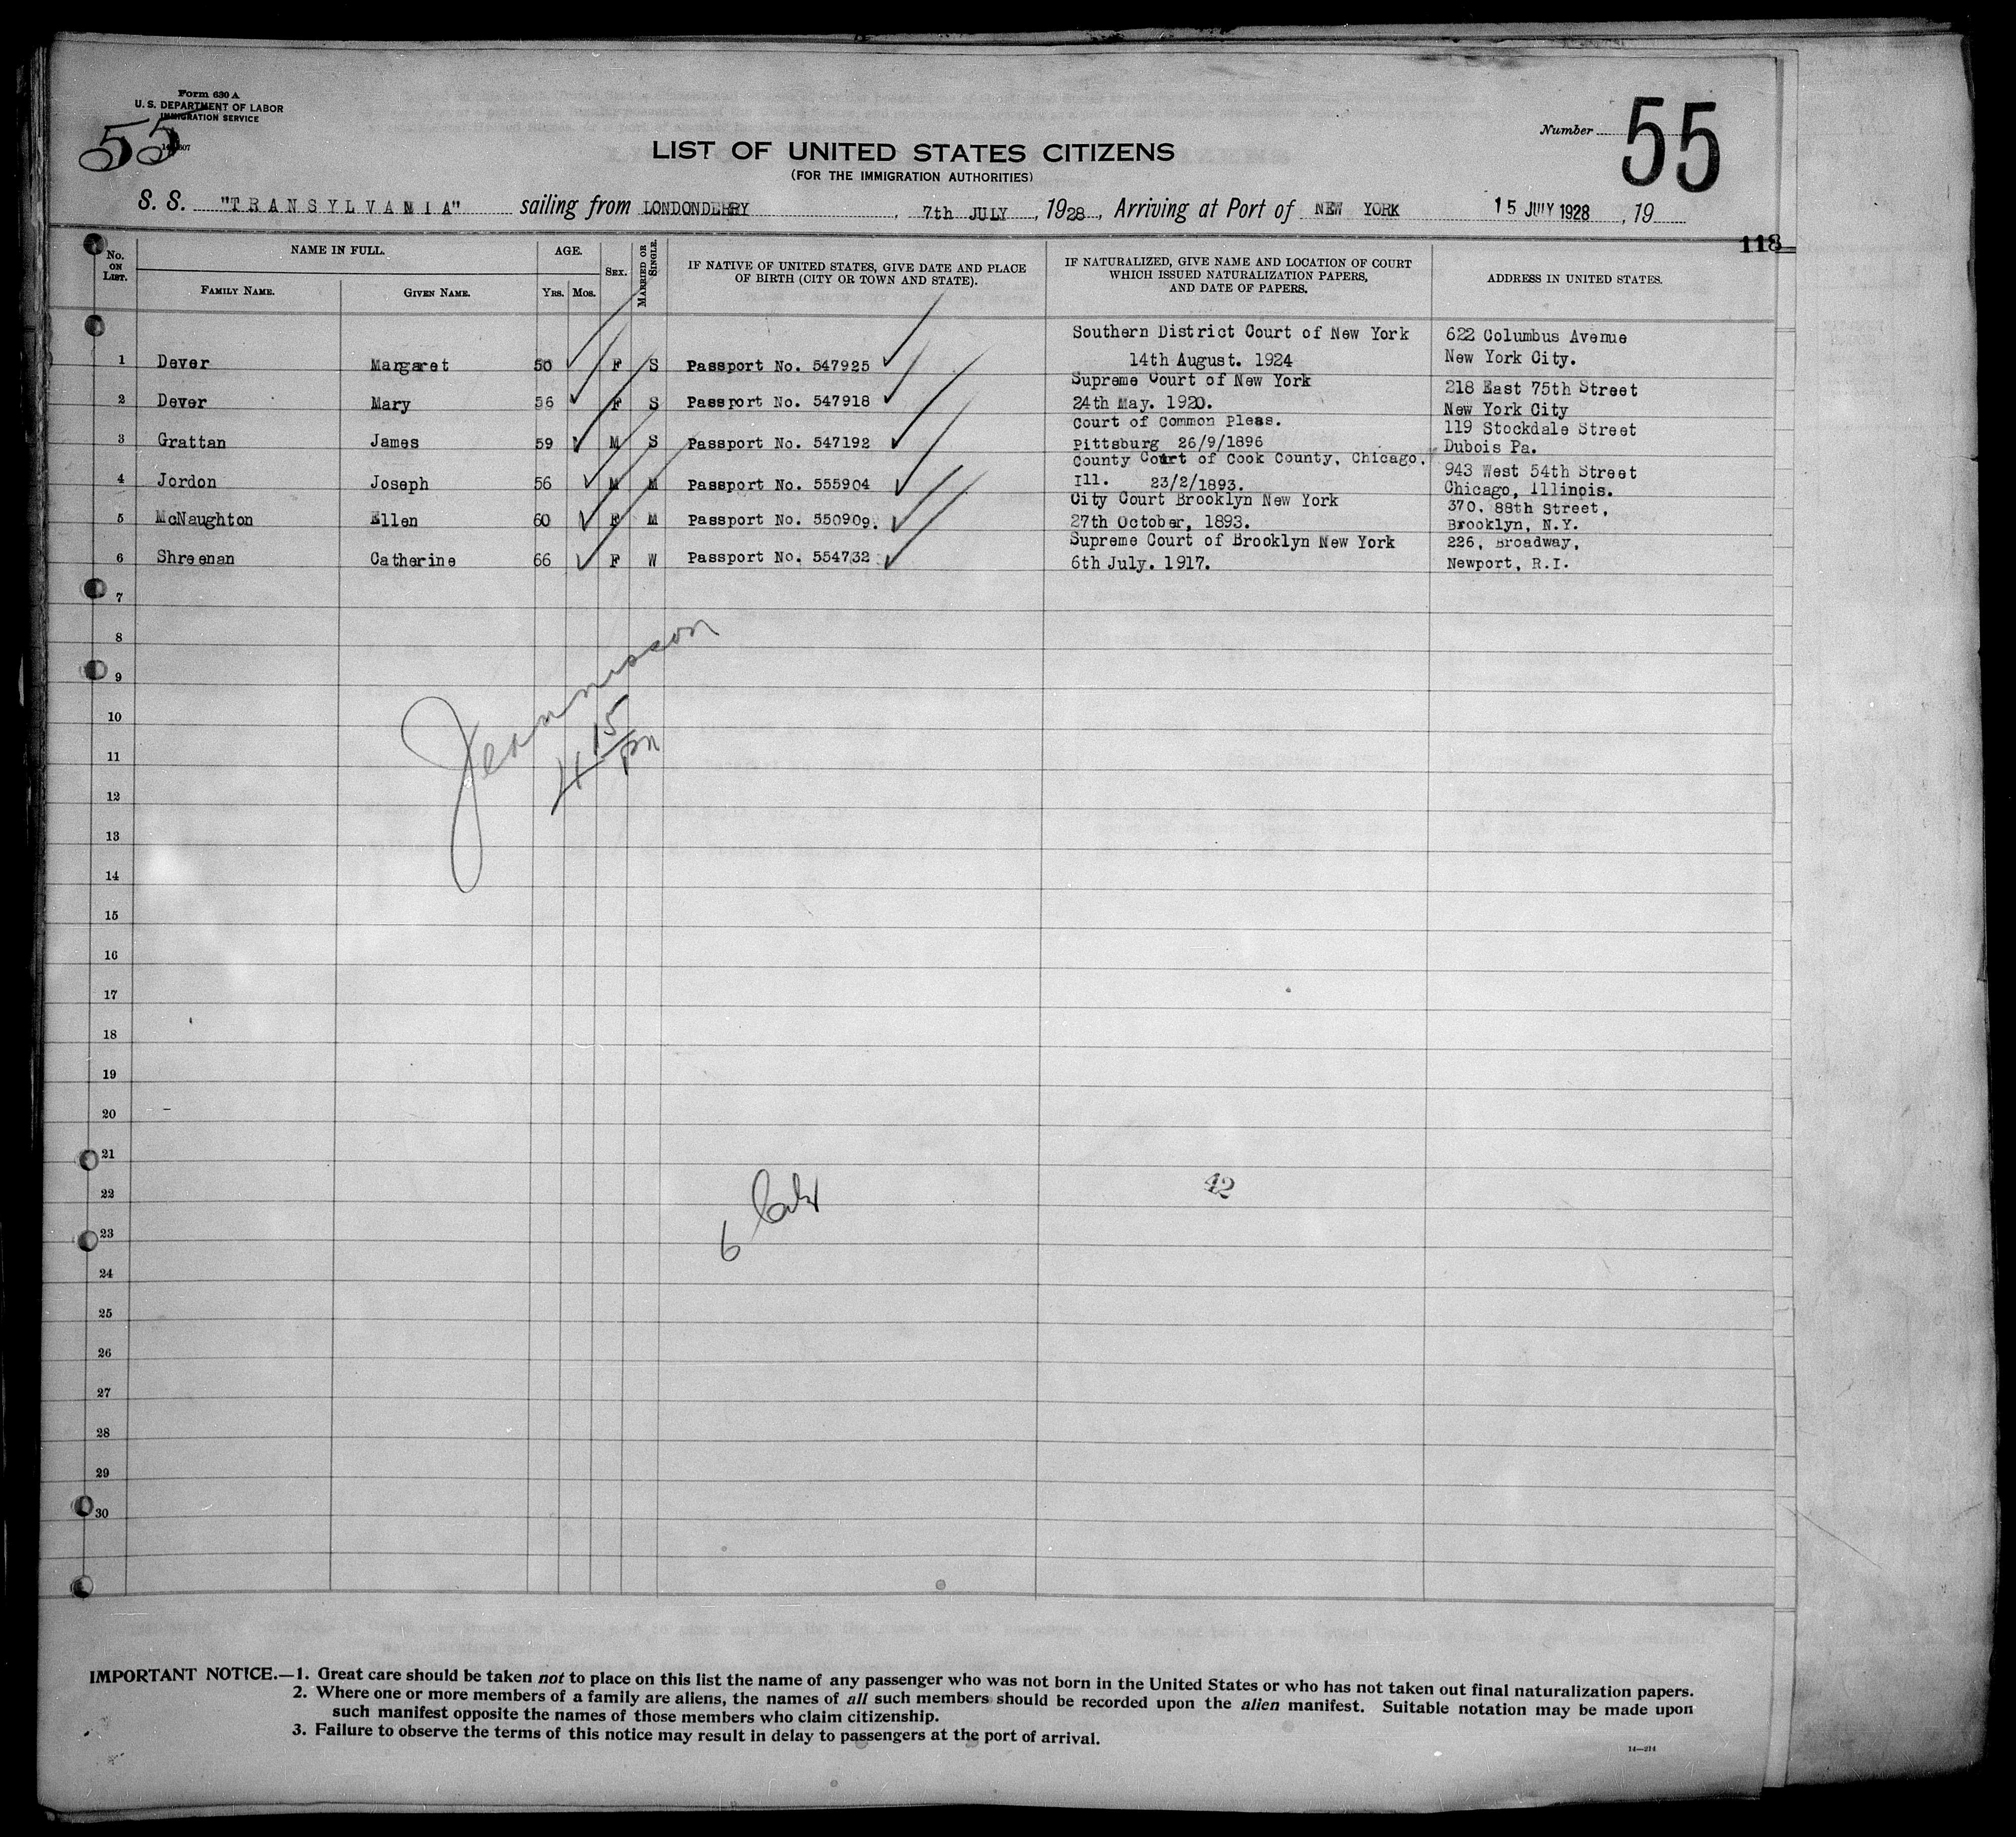 Form 630 A
U. S. DEPARTMENT OF LABOR
IMMIGRATION SERVICE
55
Number 55
LIST OF UNITED STATES CITIZENS
(FOR THE IMMIGRATION AUTHORITIES)
S. S. "TRANSYLVANIA" sailing from LONDONDERRY, 7th JULY, 1928, Arriving at Port of NEW YORK 15 JULY 1928, 19
118
No. ON LIST. NAME IN FULL. AGE. SEX. MARRIED OR SINGLE. IF NATIVE OF UNITED STATES, GIVE DATE AND PLACE OF BIRTH (CITY OR TOWN AND STATE). IF NATURALIZED, GIVE NAME AND LOCATION OF COURT WHICH ISSUED NATURALIZATION PAPERS, AND DATE OF PAPERS. ADDRESS IN UNITED STATES.
FAMILY NAME. GIVEN NAME. YRS. MOS.
Southern District Court of New York 622 Columbus Avenue
1 Dever Margaret 50 F S Passport No. 547925 14th August. 1924 New York City.
Supreme Court of New York 218 East 75th Street
2 Dever Mary 56 F S Passport No. 547918 24th May. 1920. New York City
Court of Common Pleas. 119 Stockdale Street
3 Grattan James 59 M S Passport No. 547192 Pittsburg 26/9/1896 Dubois Pa.
County Court of Cook County, Chicago, 943 West 54th Street
4 Jordon Joseph 56 M M Passport No. 555904 Ill. 23/2/1893. Chicago, Illinois.
City Court Brooklyn New York 370, 88th Street,
5 McNaughton Ellen 60 F M Passport No. 550909. 27th October, 1893. Brooklyn, N.Y.
Supreme Court of Brooklyn New York 226, Broadway,
6 Shreenan Catherine 66 F W Passport No. 554732 6th July. 1917. Newport, R.I.
7
8
9
10
11
12
13
14
15
16
17
18
19
20
21
22
23
24
25
26
27
28
29
30
4 15 pm
6
42
IMPORTANT NOTICE.—1. Great care should be taken not to place on this list the name of any passenger who was not born in the United States or who has not taken out final naturalization papers.
2. Where one or more members of a family are aliens, the names of all such members should be recorded upon the alien manifest. Suitable notation may be made upon
such manifest opposite the names of those members who claim citizenship.
3. Failure to observe the terms of this notice may result in delay to passengers at the port of arrival.
14—214